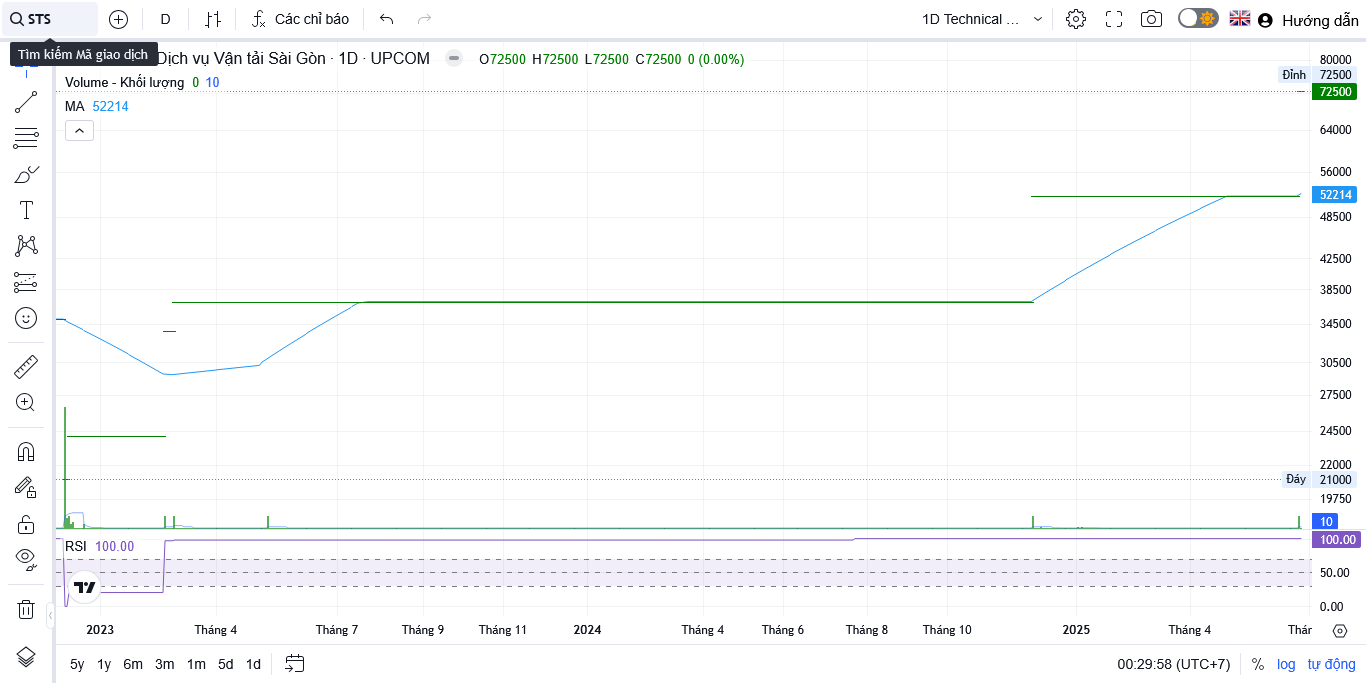 STS
D
Các chỉ báo
1D Technical ...
Hướng dẫn
Tìm kiếm Mã giao dịch
Dịch vụ Vận tải Sài Gòn · 1D · UPCOM
O72500 H72500 L72500 C72500 0 (0.00%)
Volume - Khối lượng 0 10
MA 52214
80000
Đỉnh 72500
72500
64000
56000
52214
48500
42500
38500
34500
30500
27500
24500
22000
Đáy 21000
19750
10
RSI 100.00
100.00
50.00
0.00
2023 Tháng 4 Tháng 7 Tháng 9 Tháng 11 2024 Tháng 4 Tháng 6 Tháng 8 Tháng 10 2025 Tháng 4 Thár
5y 1y 6m 3m 1m 5d 1d
00:29:58 (UTC+7) % log tự động